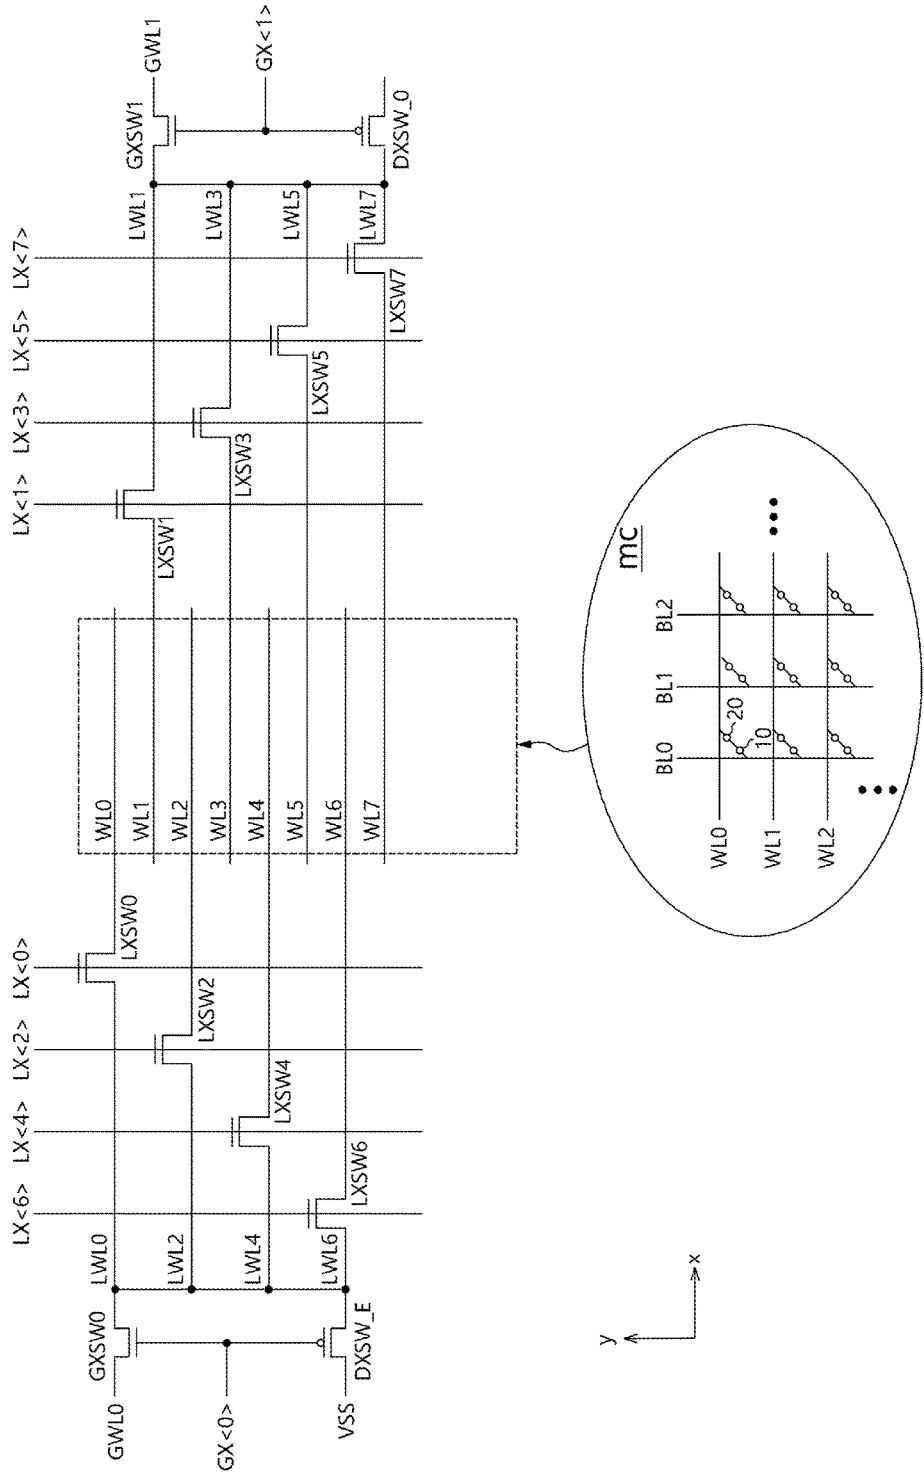 LX<6>
LX<4>
LX<2>
LX<0>
LX<1>
LX<3>
LX<5>
LX<7>
GWL0
GXSW0
LWL0
LXSW0
WL0
WL1
LXSW1
LWL1
GXSW1
GWL1
LWL2
LXSW2
WL2
WL3
LXSW3
LWL3
GX<0>
LWL4
LXSW4
WL4
WL5
LXSW5
LWL5
GX<1>
VSS
DXSW_E
LWL6
LXSW6
WL6
WL7
LXSW7
LWL7
DXSW_0
mc
BL0
BL1
BL2
WL0
20
10
WL1
WL2
y
x